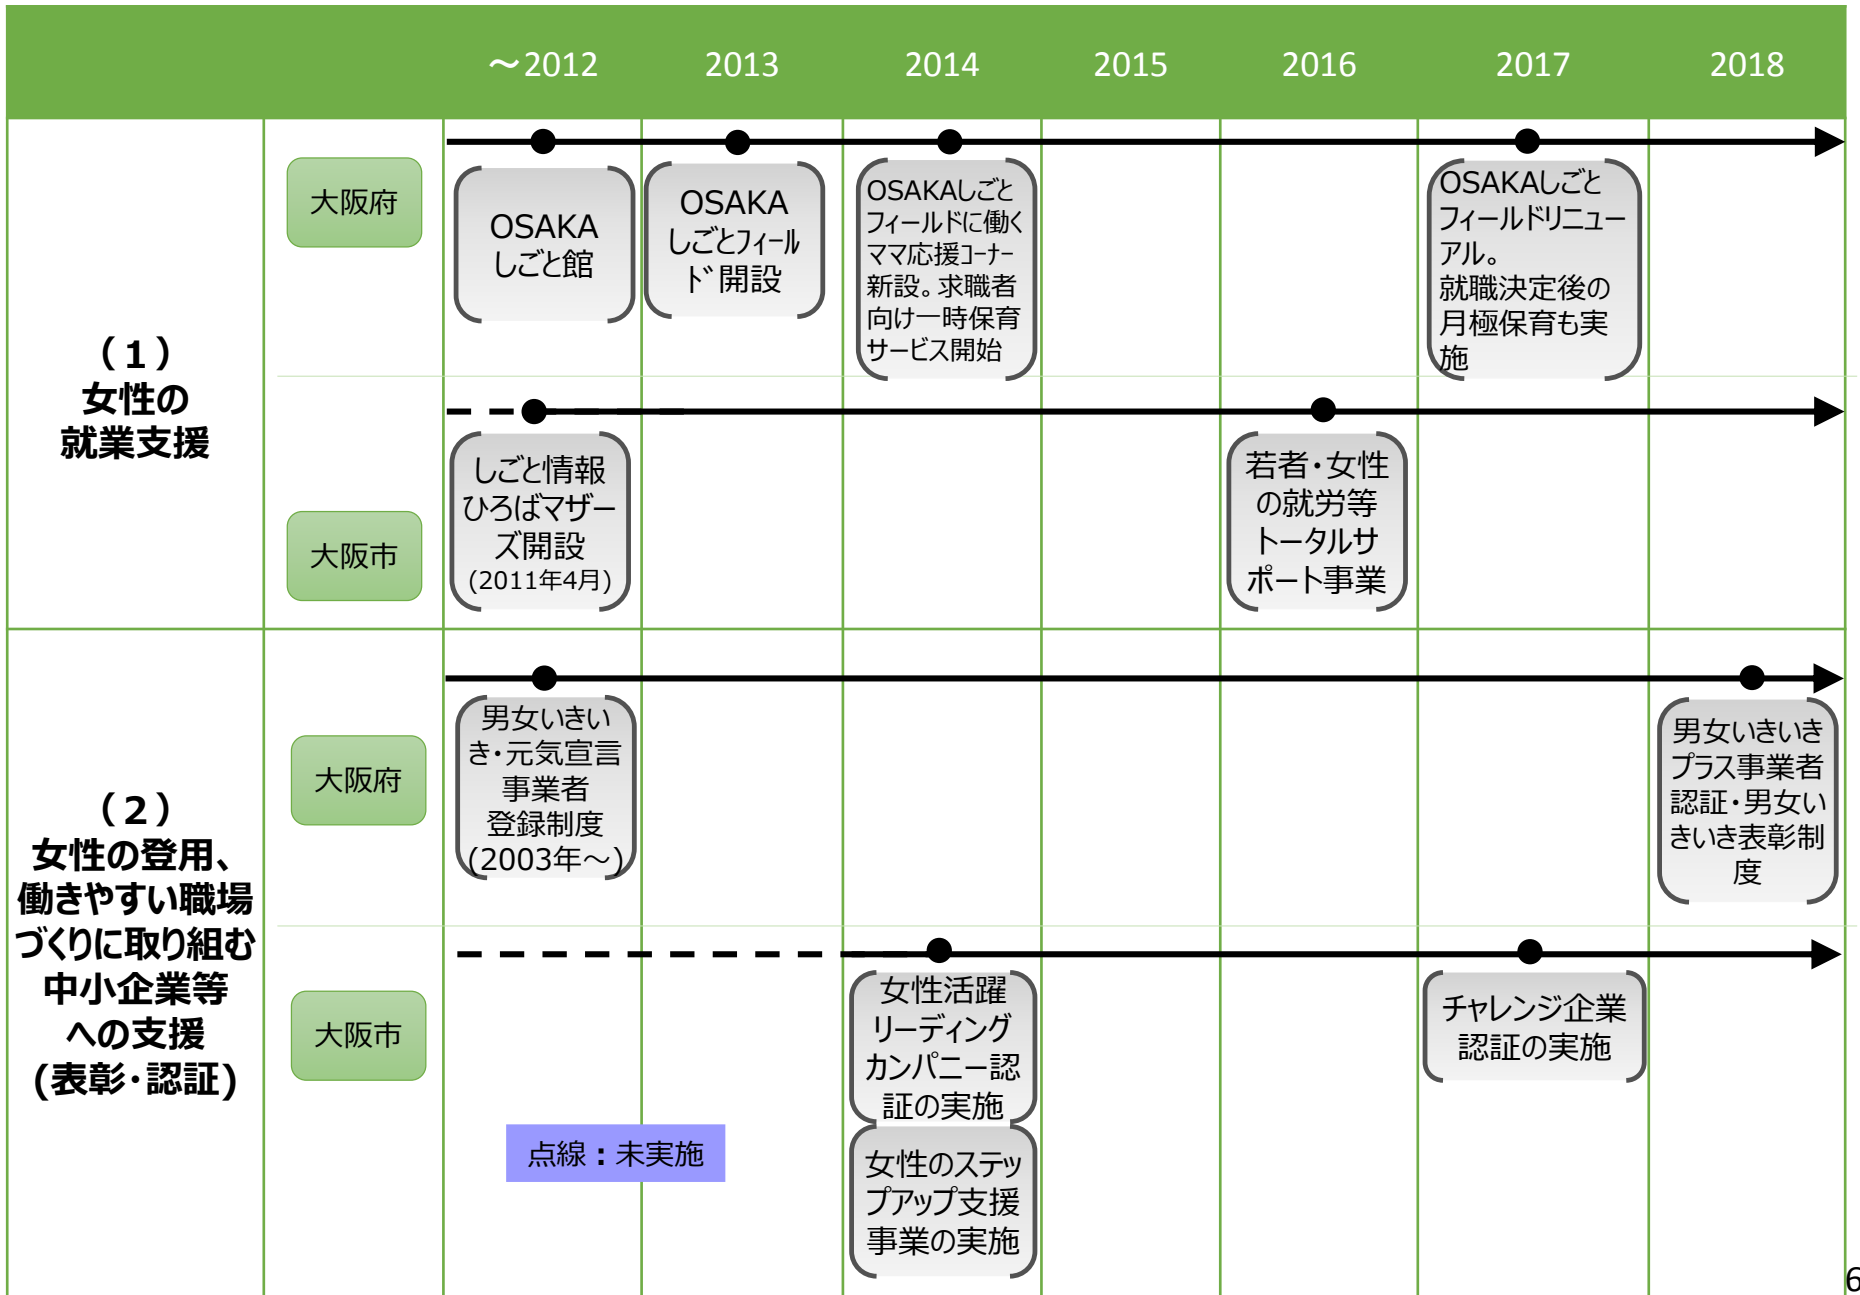 ～2012 2013 2014 2015 2016 2017 2018
（１）
女性の
就業支援
大阪府
OSAKA
しごと館
OSAKA
しごとフィール
ド開設
OSAKAしごと
フィールドに働く
ママ応援コーナー
新設。求職者
向け一時保育
サービス開始
OSAKAしごと
フィールドリニュー
アル。
就職決定後の
月極保育も実
施
大阪市
しごと情報
ひろばマザー
ズ開設
(2011年4月)
若者・女性
の就労等
トータルサ
ポート事業
（２）
女性の登用、
働きやすい職場
づくりに取り組む
中小企業等
への支援
(表彰・認証)
大阪府
男女いきい
き・元気宣言
事業者
登録制度
(2003年～)
男女いきいき
プラス事業者
認証・男女い
きいき表彰制
度
大阪市
女性活躍
リーディング
カンパニー認
証の実施
女性のステッ
プアップ支援
事業の実施
チャレンジ企業
認証の実施
点線：未実施
6